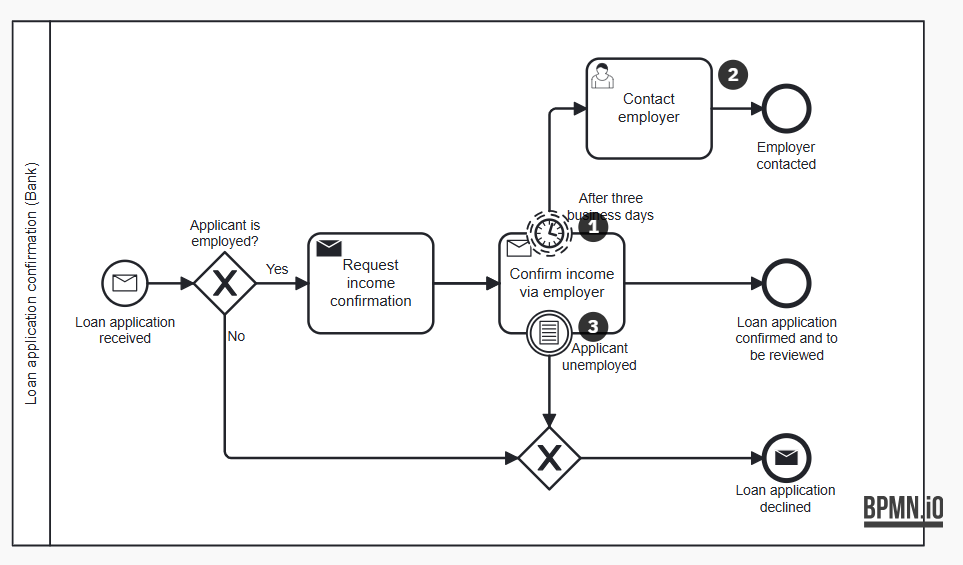 Loan application confirmation (Bank)
Loan application
received
Applicant is
employed?
Yes
No
Request
income
confirmation
Contact
employer
2
Employer
contacted
After three
business days
1
Confirm income
via employer
3
Applicant
unemployed
Loan application
confirmed and to
be reviewed
Loan application
declined
BPMN.iO